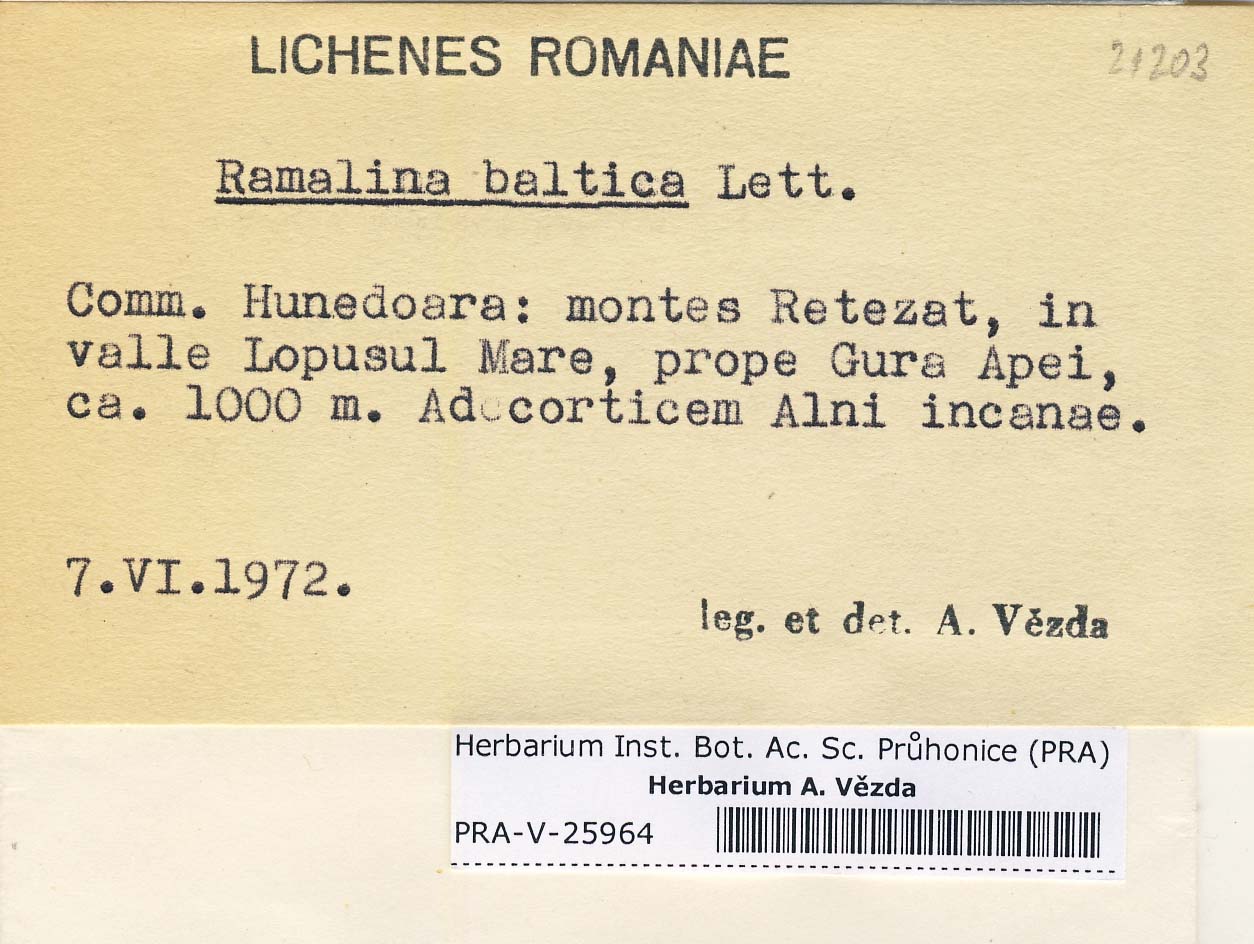 LICHENES ROMANIAE
21203
Ramalina baltica Lett.
Comm. Hunedoara: montes Retezat, in
valle Lopusul Mare, prope Gura Apei,
ca. 1000 m. Ad corticem Alni incanae.
7.VI.1972.
leg. et det. A. Vězda
Herbarium Inst. Bot. Ac. Sc. Průhonice (PRA)
Herbarium A. Vězda
PRA-V-25964